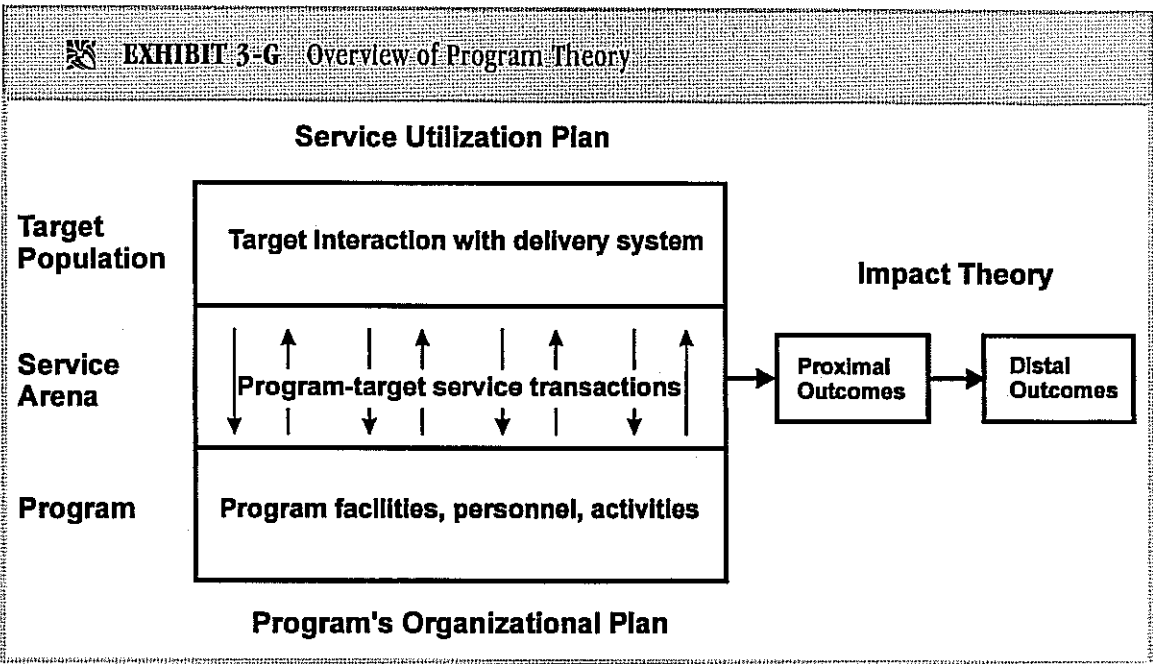 EXHIBIT 3-G Overview of Program Theory
Service Utilization Plan
Target
Population
Target interaction with delivery system
Impact Theory
Service
Arena
Program-target service transactions
Proximal
Outcomes
Distal
Outcomes
Program
Program facilities, personnel, activities
Program's Organizational Plan